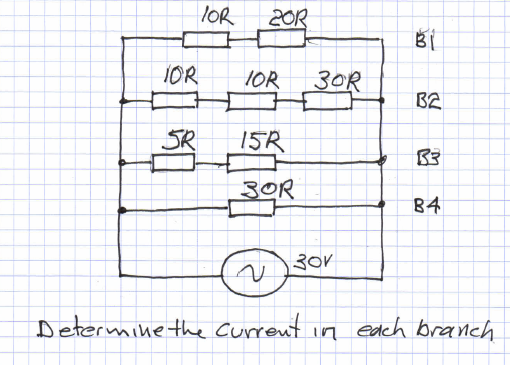 10R 20R B1
10R 10R 30R B2
5R 15R B3
30R B4
30V
Determine the current in each branch